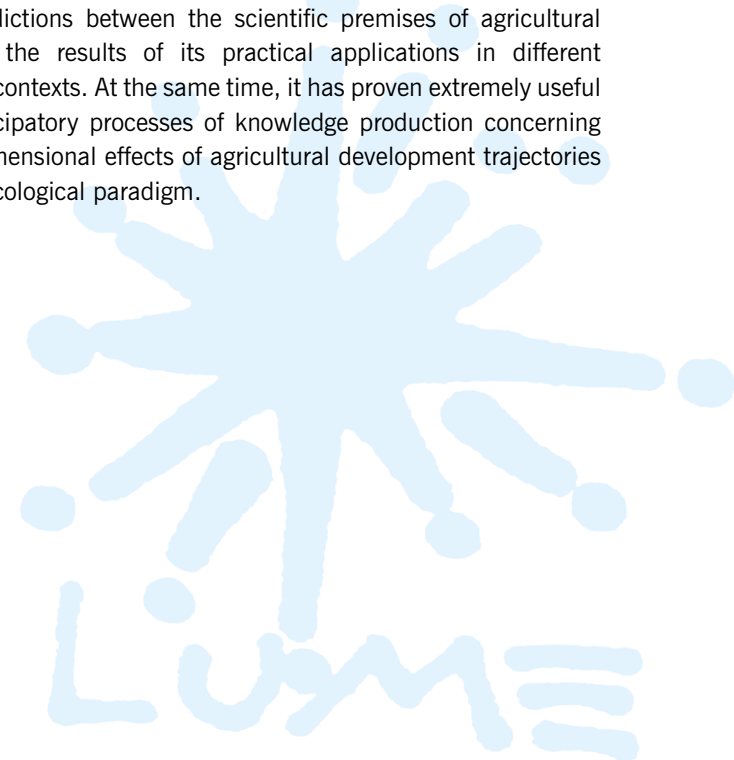 dictions between the scientific premises of agricultural
the results of its practical applications in different
contexts. At the same time, it has proven extremely useful
cipatory processes of knowledge production concerning
mensional effects of agricultural development trajectories
cological paradigm.
LUME